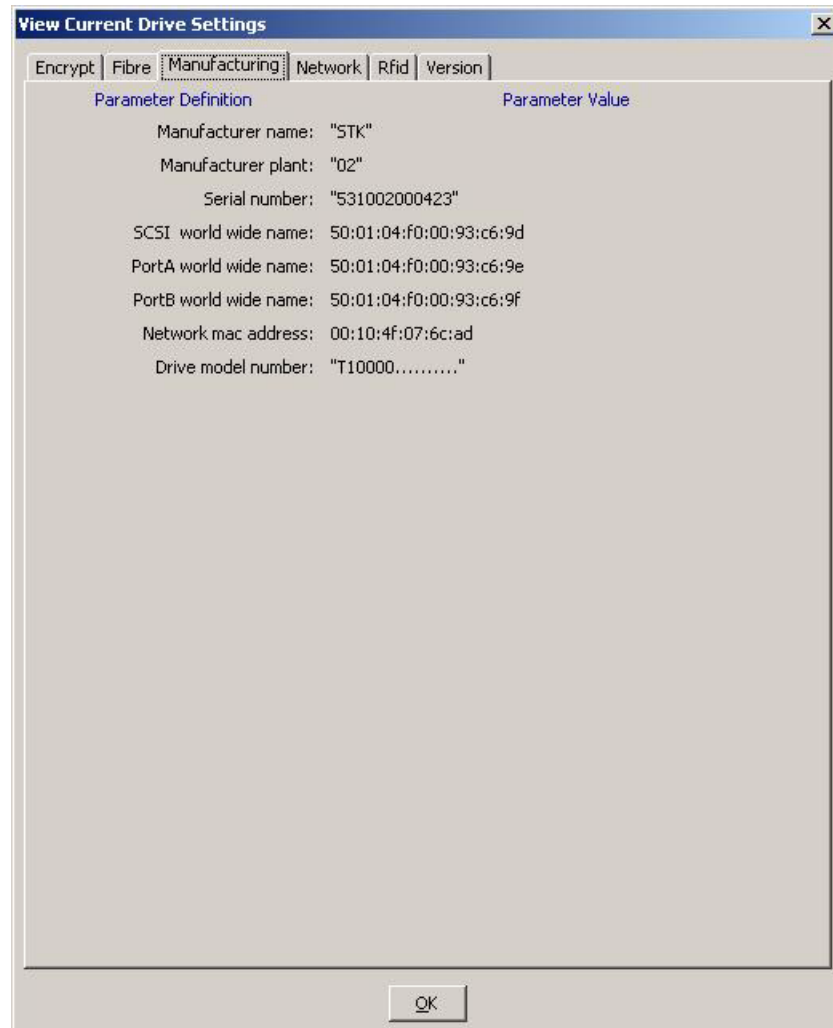 View Current Drive Settings
Encrypt Fibre Manufacturing Network Rfid Version
Parameter Definition Parameter Value
Manufacturer name: "STK"
Manufacturer plant: "02"
Serial number: "531002000423"
SCSI world wide name: 50:01:04:f0:00:93:c6:9d
PortA world wide name: 50:01:04:f0:00:93:c6:9e
PortB world wide name: 50:01:04:f0:00:93:c6:9f
Network mac address: 00:10:4f:07:6c:ad
Drive model number: "T10000.........."
OK